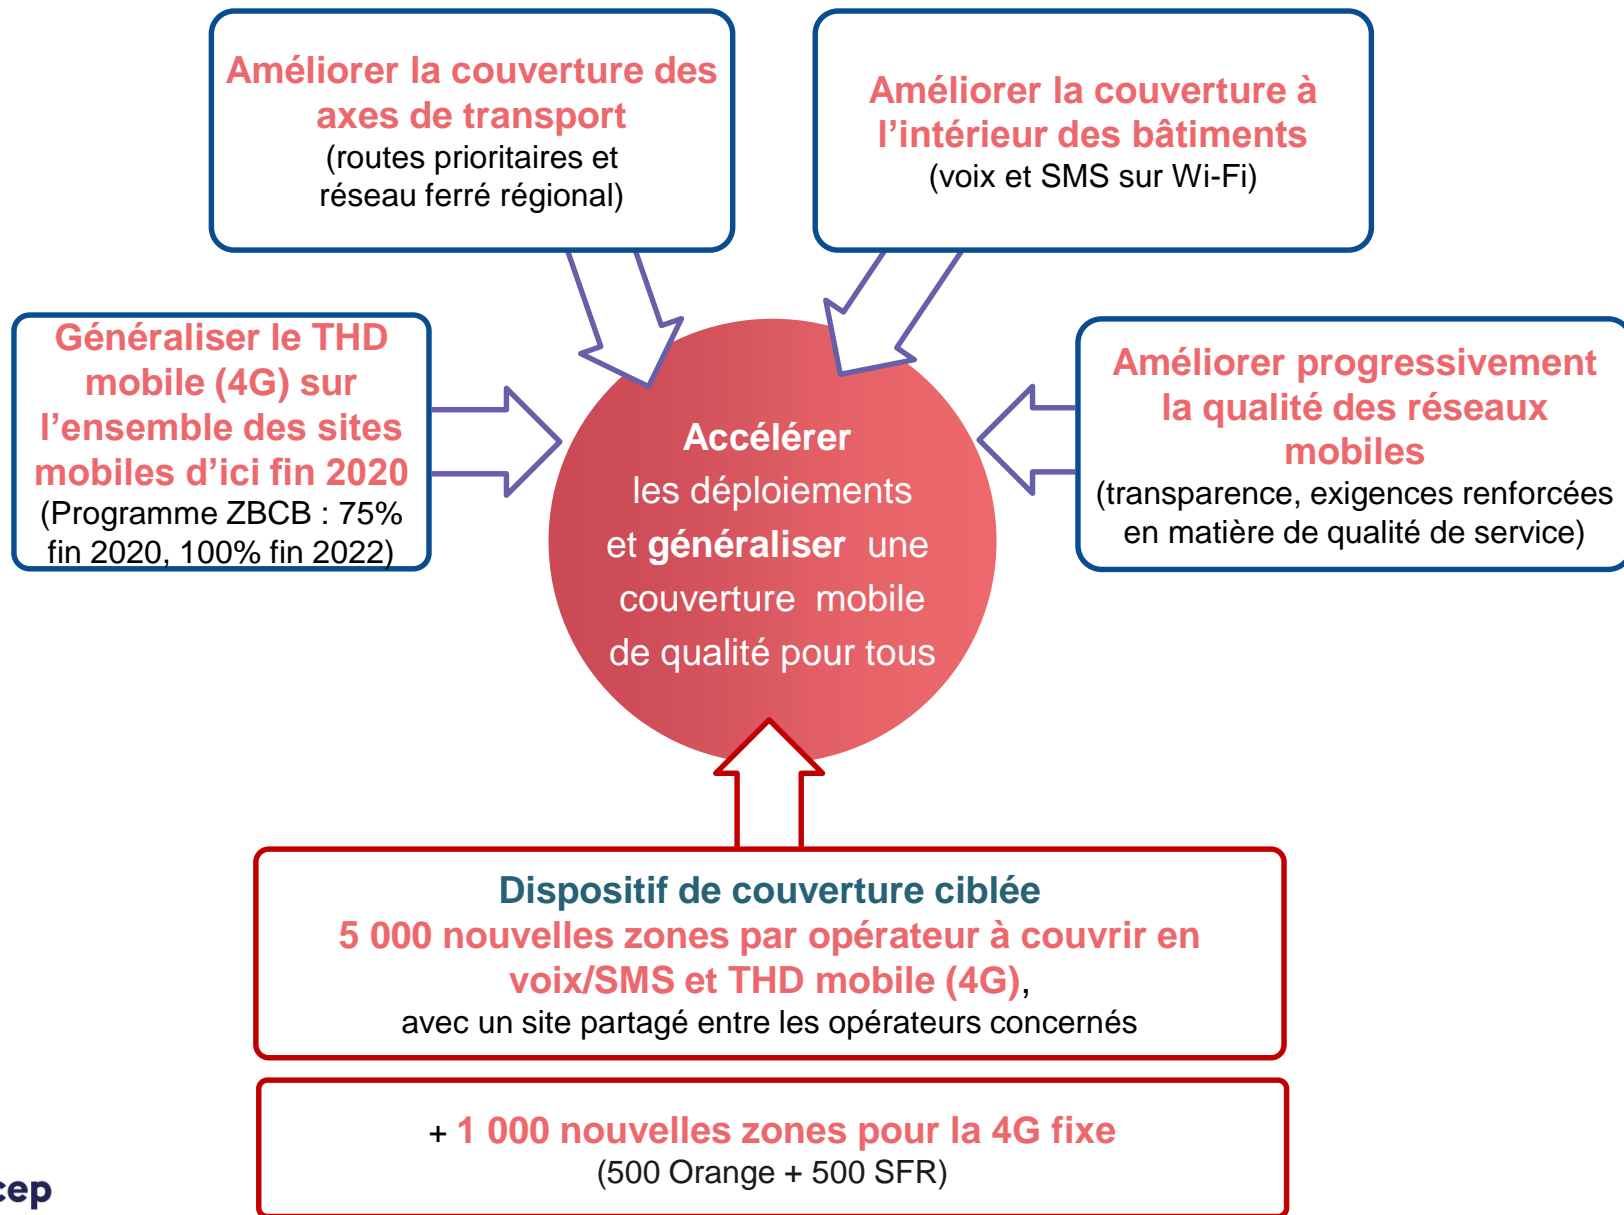 Améliorer la couverture des
axes de transport
(routes prioritaires et
réseau ferré régional)
Améliorer la couverture à
l’intérieur des bâtiments
(voix et SMS sur Wi-Fi)
Généraliser le THD
mobile (4G) sur
l’ensemble des sites
mobiles d’ici fin 2020
(Programme ZBCB : 75%
fin 2020, 100% fin 2022)
Améliorer progressivement
la qualité des réseaux
mobiles
(transparence, exigences renforcées
en matière de qualité de service)
Accélérer
les déploiements
et généraliser une
couverture mobile
de qualité pour tous
Dispositif de couverture ciblée
5 000 nouvelles zones par opérateur à couvrir en
voix/SMS et THD mobile (4G),
avec un site partagé entre les opérateurs concernés
+ 1 000 nouvelles zones pour la 4G fixe
(500 Orange + 500 SFR)
cep